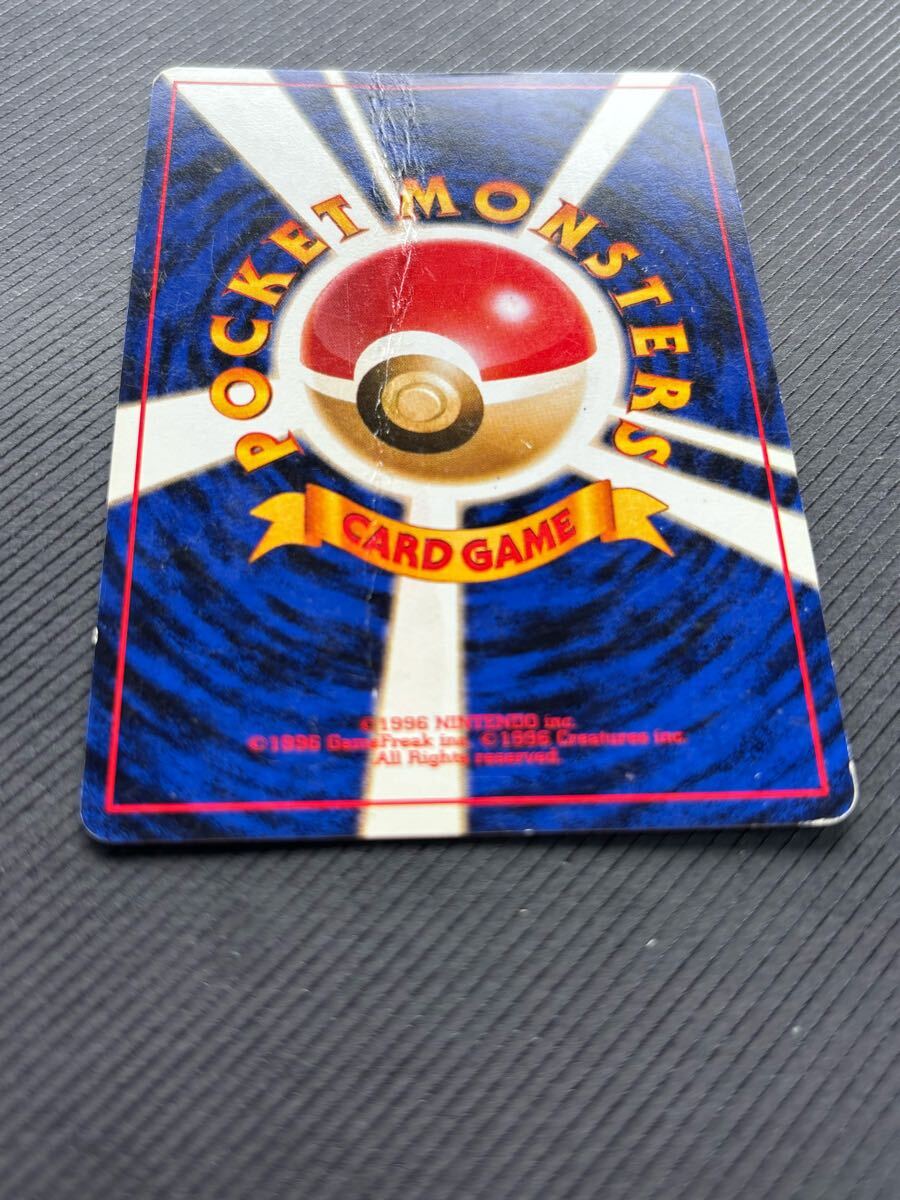 POCKET MONSTERS
CARD GAME
©1996 NINTENDO inc.
©1996 GameFreak inc. ©1996 Creatures inc.
All Rights reserved.